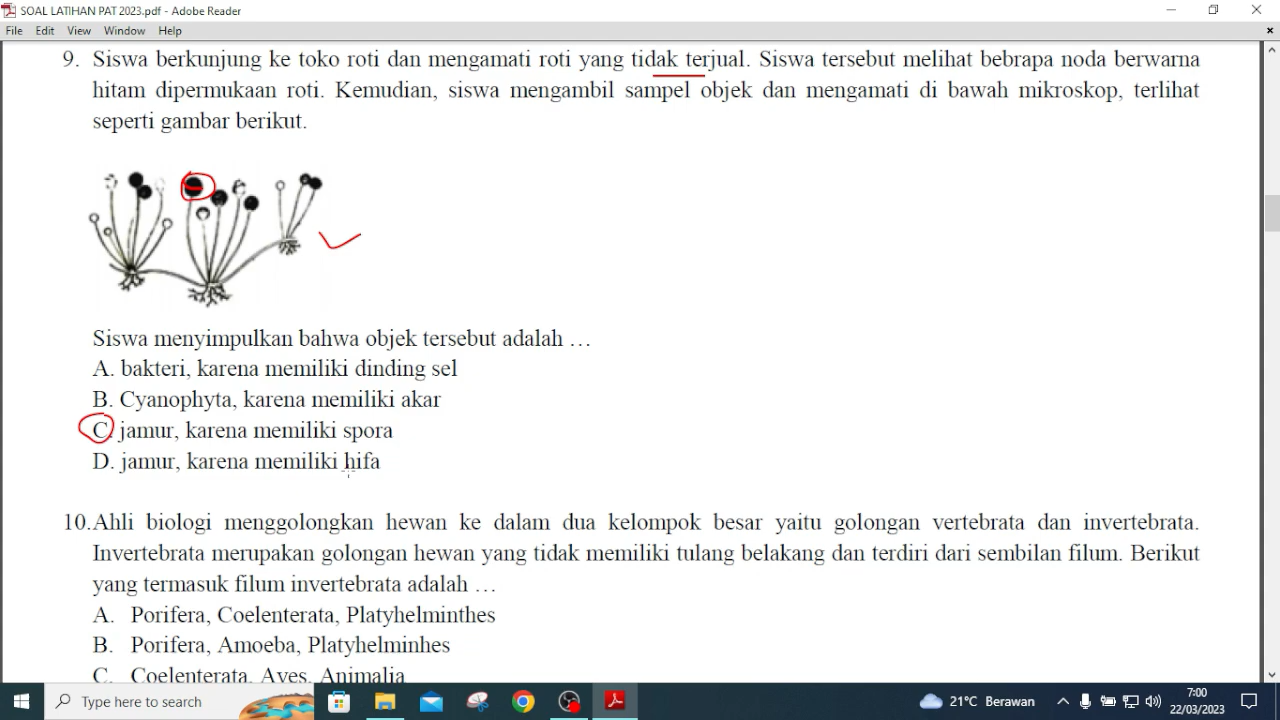 SOAL LATIHAN PAT 2023.pdf - Adobe Reader
File Edit View Window Help
9. Siswa berkunjung ke toko roti dan mengamati roti yang tidak terjual. Siswa tersebut melihat bebrapa noda berwarna
hitam dipermukaan roti. Kemudian, siswa mengambil sampel objek dan mengamati di bawah mikroskop, terlihat
seperti gambar berikut.
Siswa menyimpulkan bahwa objek tersebut adalah …
A. bakteri, karena memiliki dinding sel
B. Cyanophyta, karena memiliki akar
C. jamur, karena memiliki spora
D. jamur, karena memiliki hifa
10. Ahli biologi menggolongkan hewan ke dalam dua kelompok besar yaitu golongan vertebrata dan invertebrata.
Invertebrata merupakan golongan hewan yang tidak memiliki tulang belakang dan terdiri dari sembilan filum. Berikut
yang termasuk filum invertebrata adalah …
A. Porifera, Coelenterata, Platyhelminthes
B. Porifera, Amoeba, Platyhelminhes
C. Coelenterata, Aves, Animalia
Type here to search
21°C Berawan
7:00
22/03/2023